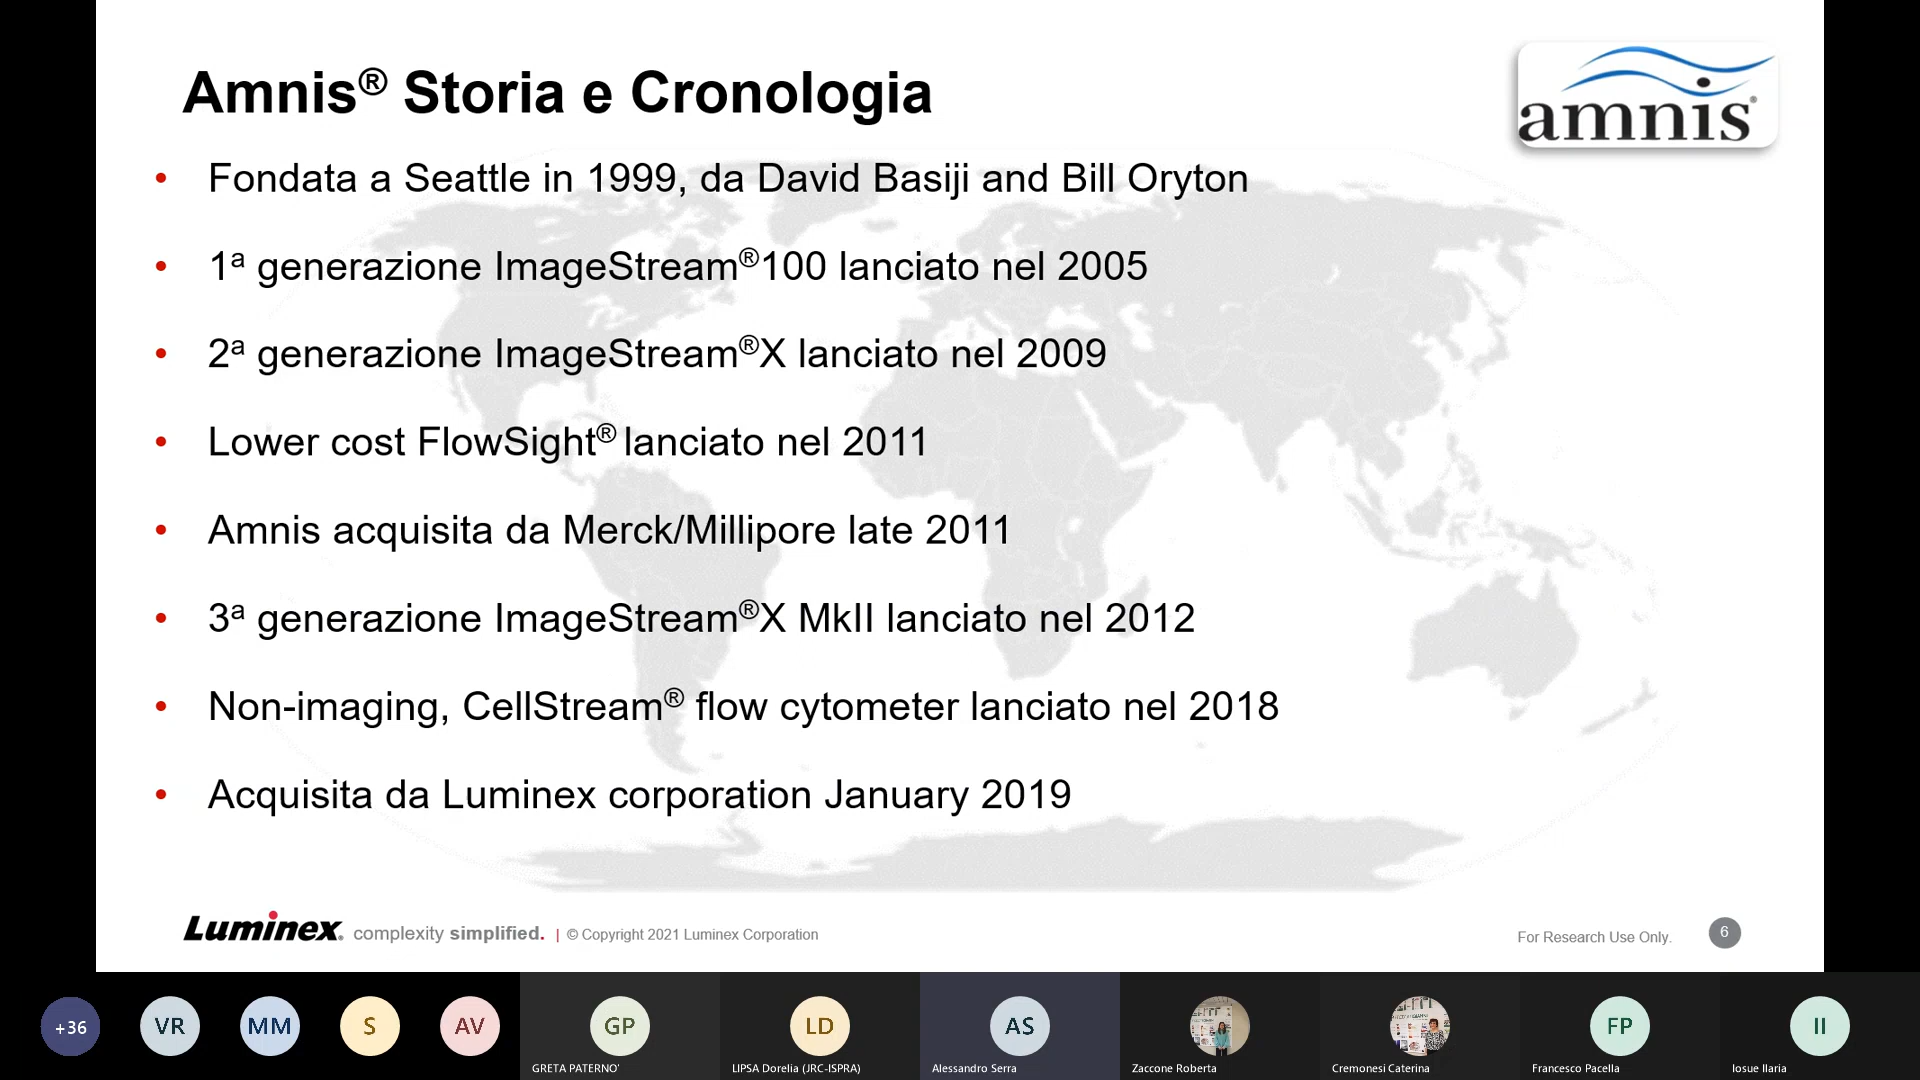 Amnis® Storia e Cronologia
amnis®
• Fondata a Seattle in 1999, da David Basiji and Bill Oryton
• 1ª generazione ImageStream®100 lanciato nel 2005
• 2ª generazione ImageStream®X lanciato nel 2009
• Lower cost FlowSight® lanciato nel 2011
• Amnis acquisita da Merck/Millipore late 2011
• 3ª generazione ImageStream®X MkII lanciato nel 2012
• Non-imaging, CellStream® flow cytometer lanciato nel 2018
• Acquisita da Luminex corporation January 2019
Luminex® complexity simplified. | © Copyright 2021 Luminex Corporation
For Research Use Only. 6
+36 VR MM S AV GP LD AS FP II
GRETA PATERNO' LIPSA Dorelia (JRC-ISPRA) Alessandro Serra Zaccone Roberta Cremonesi Caterina Francesco Pacella Iosue Ilaria